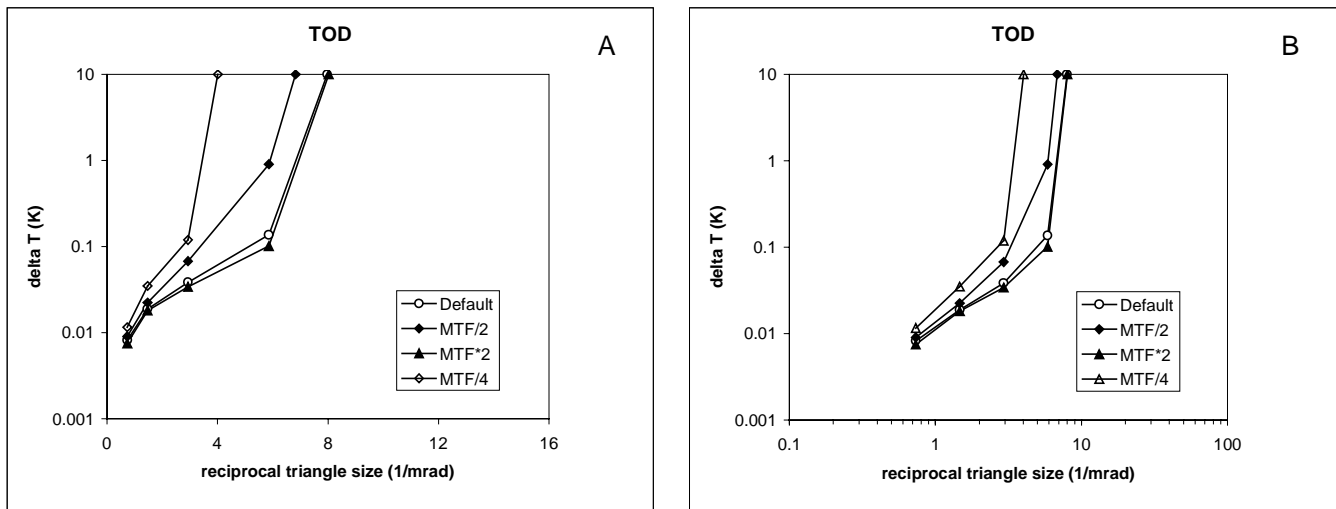 TOD
A
10
1
0.1
0.01
0.001
delta T (K)
Default
MTF/2
MTF*2
MTF/4
0 4 8 12 16
reciprocal triangle size (1/mrad)
TOD
B
10
1
0.1
0.01
0.001
delta T (K)
Default
MTF/2
MTF*2
MTF/4
0.1 1 10 100
reciprocal triangle size (1/mrad)